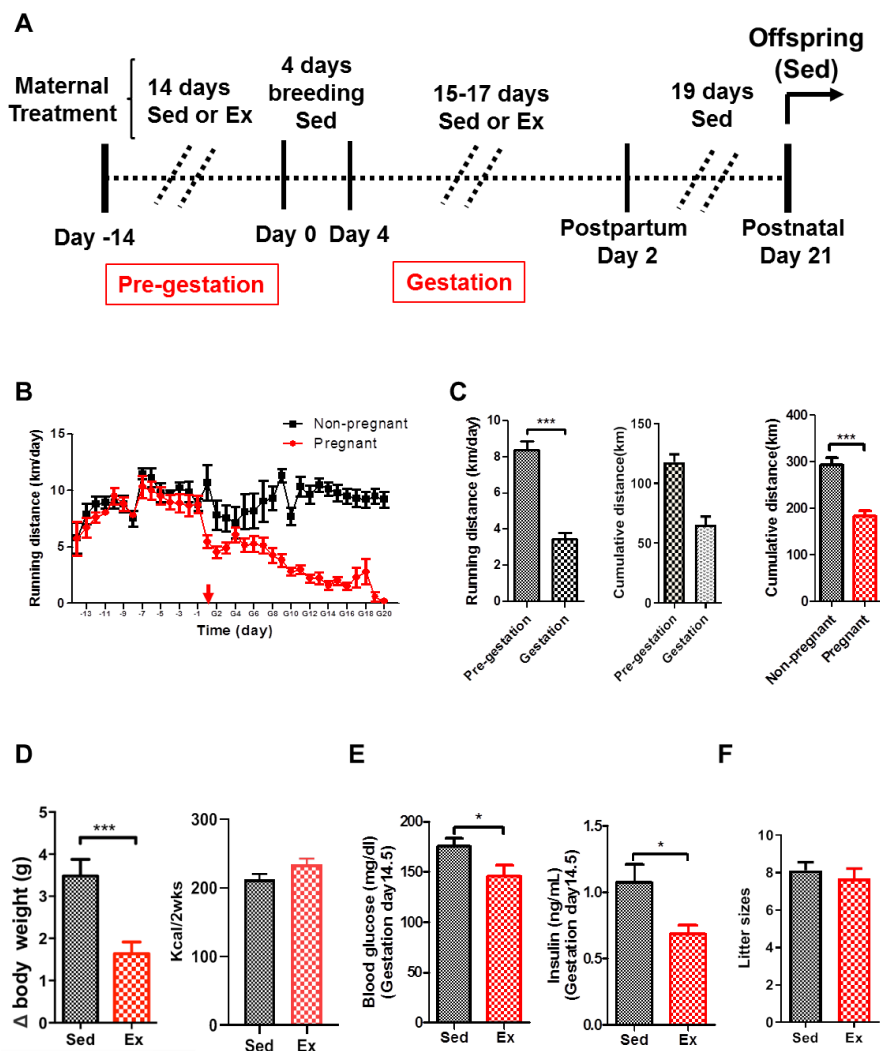 A
Offspring
(Sed)
Maternal
Treatment
14 days
Sed or Ex
4 days
breeding
Sed
15-17 days
Sed or Ex
19 days
Sed
Day -14
Day 0
Day 4
Postpartum
Day 2
Postnatal
Day 21
Pre-gestation
Gestation
B
Running distance (km/day)
15
10
5
0
Non-pregnant
Pregnant
-13 -11 -9 -7 -5 -3 -1 G2 G4 G6 G8 G10 G12 G14 G16 G18 G20
Time (day)
C
Running distance (km/day)
10
8
6
4
2
0
***
Pre-gestation
Gestation
Cumulative distance(km)
150
100
50
0
Pre-gestation
Gestation
Cumulative distance(km)
400
300
200
100
0
***
Non-pregnant
Pregnant
D
Δ body weight (g)
5
4
3
2
1
0
***
Sed Ex
Kcal/2wks
300
200
100
0
Sed Ex
E
Blood glucose (mg/dl)
(Gestation day14.5)
200
150
100
50
0
*
Sed Ex
Insulin (ng/mL)
(Gestation day14.5)
1.5
1.0
0.5
0.0
*
Sed Ex
F
Litter sizes
10
8
6
4
2
0
Sed Ex